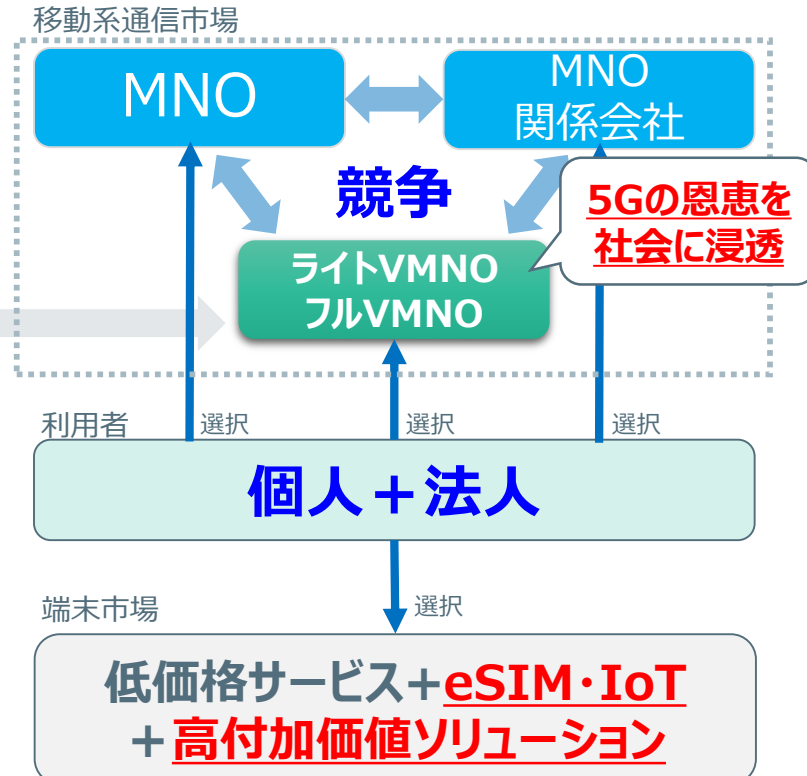 移動系通信市場
MNO
MNO
関係会社
競争
5Gの恩恵を
社会に浸透
ライトVMNO
フルVMNO
利用者
選択
選択
選択
個人＋法人
端末市場
選択
低価格サービス+eSIM･IoT
+高付加価値ソリューション